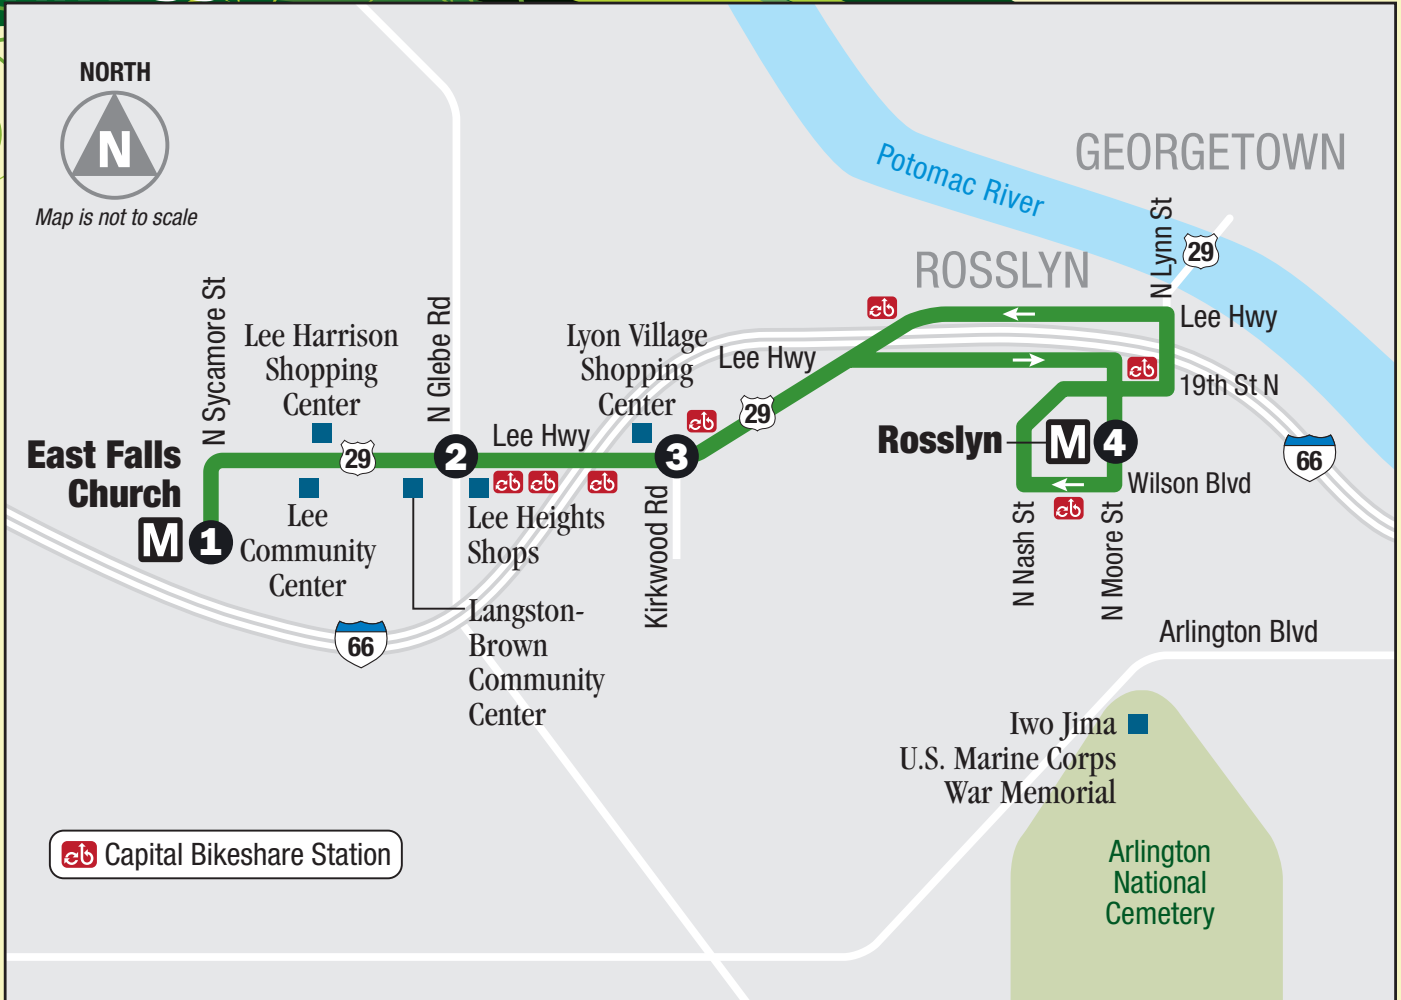 NORTH
N
Map is not to scale
GEORGETOWN
Potomac River
N Lynn St
29
ROSSLYN
N Sycamore St
Lee Harrison
Shopping
Center
N Glebe Rd
Lyon Village
Shopping
Center
Lee Hwy
Lee Hwy
19th St N
29
East Falls
Church
M
1
29
2
Lee Hwy
3
Rosslyn
M
4
66
Wilson Blvd
Lee
Community
Center
Lee Heights
Shops
Kirkwood Rd
N Nash St
N Moore St
66
Langston-
Brown
Community
Center
Arlington Blvd
Iwo Jima
U.S. Marine Corps
War Memorial
cb Capital Bikeshare Station
Arlington
National
Cemetery